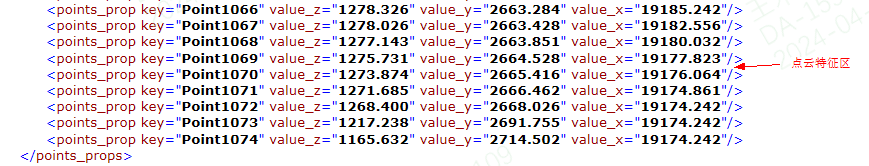 <points_prop key="Point1066" value_z="1278.326" value_y="2663.284" value_x="19185.242"/>
<points_prop key="Point1067" value_z="1278.026" value_y="2663.428" value_x="19182.556"/>
<points_prop key="Point1068" value_z="1277.143" value_y="2663.851" value_x="19180.032"/>
<points_prop key="Point1069" value_z="1275.731" value_y="2664.528" value_x="19177.823"/>
点云特征区
<points_prop key="Point1070" value_z="1273.874" value_y="2665.416" value_x="19176.064"/>
<points_prop key="Point1071" value_z="1271.685" value_y="2666.462" value_x="19174.861"/>
<points_prop key="Point1072" value_z="1268.400" value_y="2668.026" value_x="19174.242"/>
<points_prop key="Point1073" value_z="1217.238" value_y="2691.755" value_x="19174.242"/>
<points_prop key="Point1074" value_z="1165.632" value_y="2714.502" value_x="19174.242"/>
</points_props>